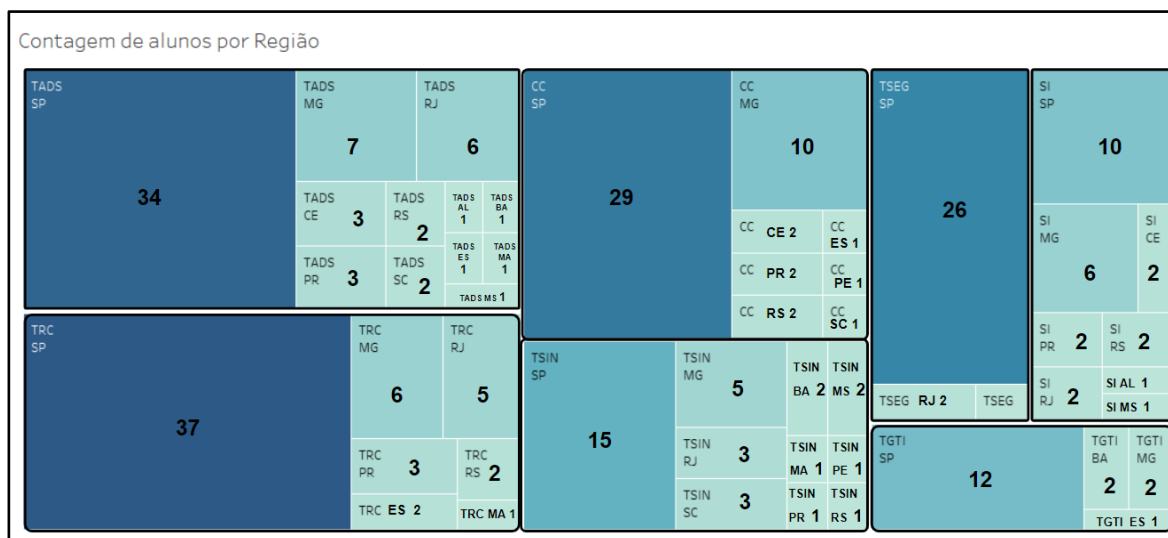 Contagem de alunos por Região
TADS
SP
34
TADS
MG
7
TADS
RJ
6
TADS
CE 3
TADS
RS
2
TADS
AL
1
TADS
BA
1
TADS
PR 3
TADS
SC 2
TADS
ES
1
TADS
MA
1
TADS MS 1
TRC
SP
37
TRC
MG
6
TRC
RJ
5
TRC
PR 3
TRC
RS 2
TRC ES 2
TRC MA 1
CC
SP
29
CC
MG
10
CC CE 2
CC
ES 1
CC PR 2
CC
PE 1
CC RS 2
CC
SC 1
TSIN
SP
15
TSIN
MG
5
TSIN
RJ 3
TSIN
SC 3
TSIN
BA 2
TSIN
MS 2
TSIN
MA 1
TSIN
PE 1
TSIN
PR 1
TSIN
RS 1
TSEG
SP
26
TSEG RJ 2
TSEG
SI
SP
10
SI
MG
6
SI
CE
2
SI
PR 2
SI
RS 2
SI
RJ 2
SI AL 1
SI MS 1
TGTI
SP
12
TGTI
BA
2
TGTI
MG
2
TGTI ES 1